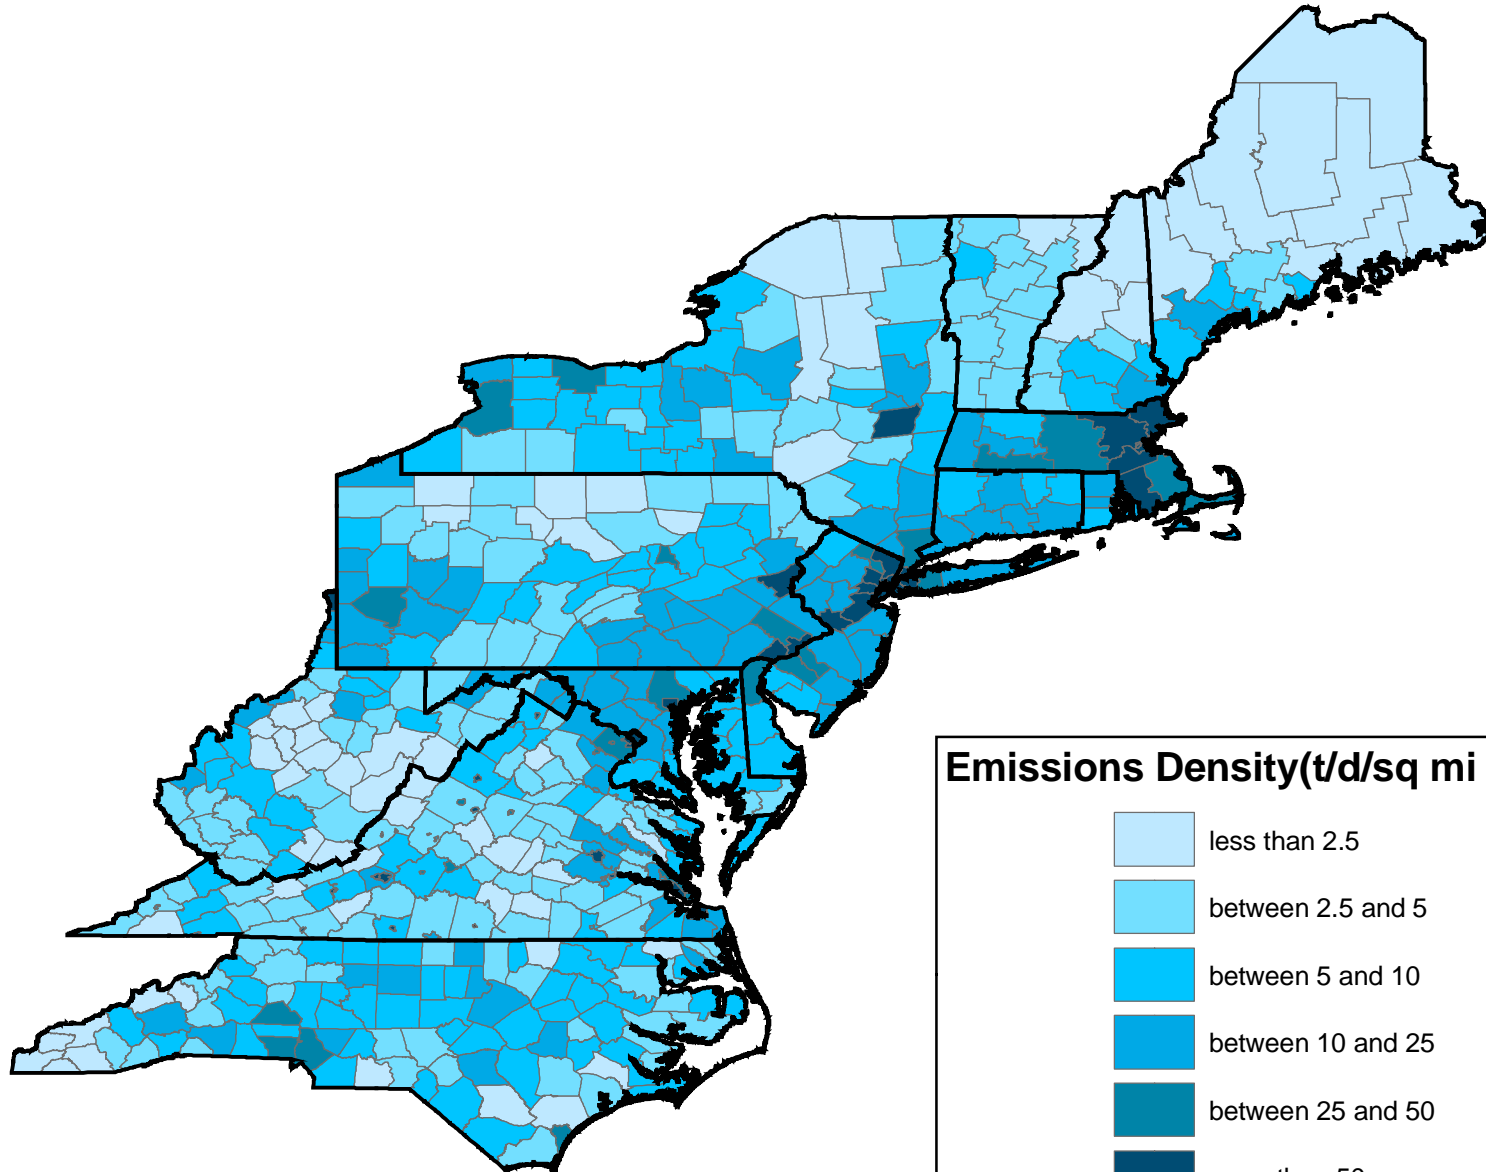 Emissions Density(t/d/sq mi
less than 2.5
between 2.5 and 5
between 5 and 10
between 10 and 25
between 25 and 50